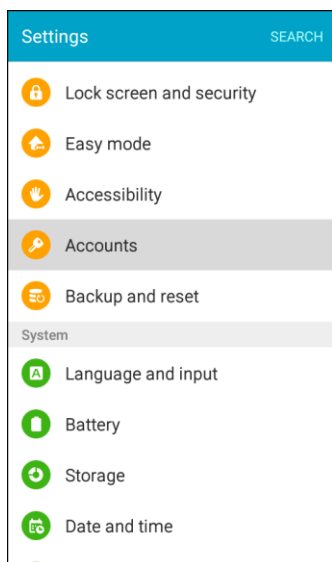 Settings
SEARCH
Lock screen and security
Easy mode
Accessibility
Accounts
Backup and reset
System
A Language and input
Battery
Storage
Date and time